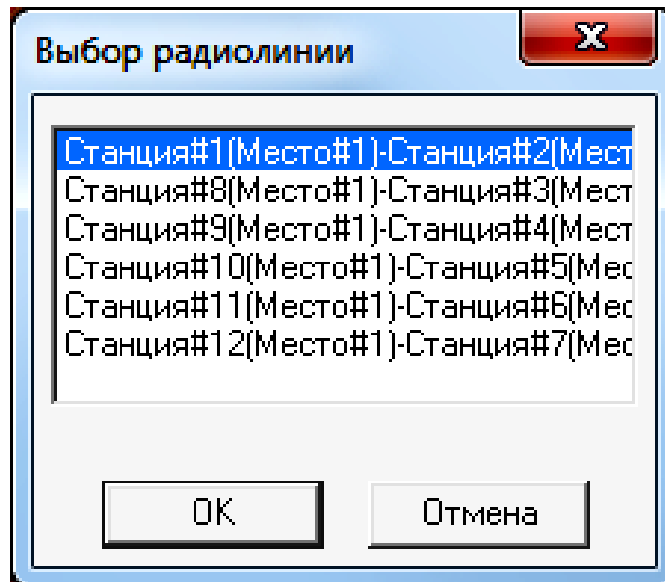 Выбор радиолинии
Станция#1(Место#1)-Станция#2(Мест
Станция#8(Место#1)-Станция#3(Мест
Станция#9(Место#1)-Станция#4(Мест
Станция#10(Место#1)-Станция#5(Мес
Станция#11(Место#1)-Станция#6(Мес
Станция#12(Место#1)-Станция#7(Мес
OK
Отмена